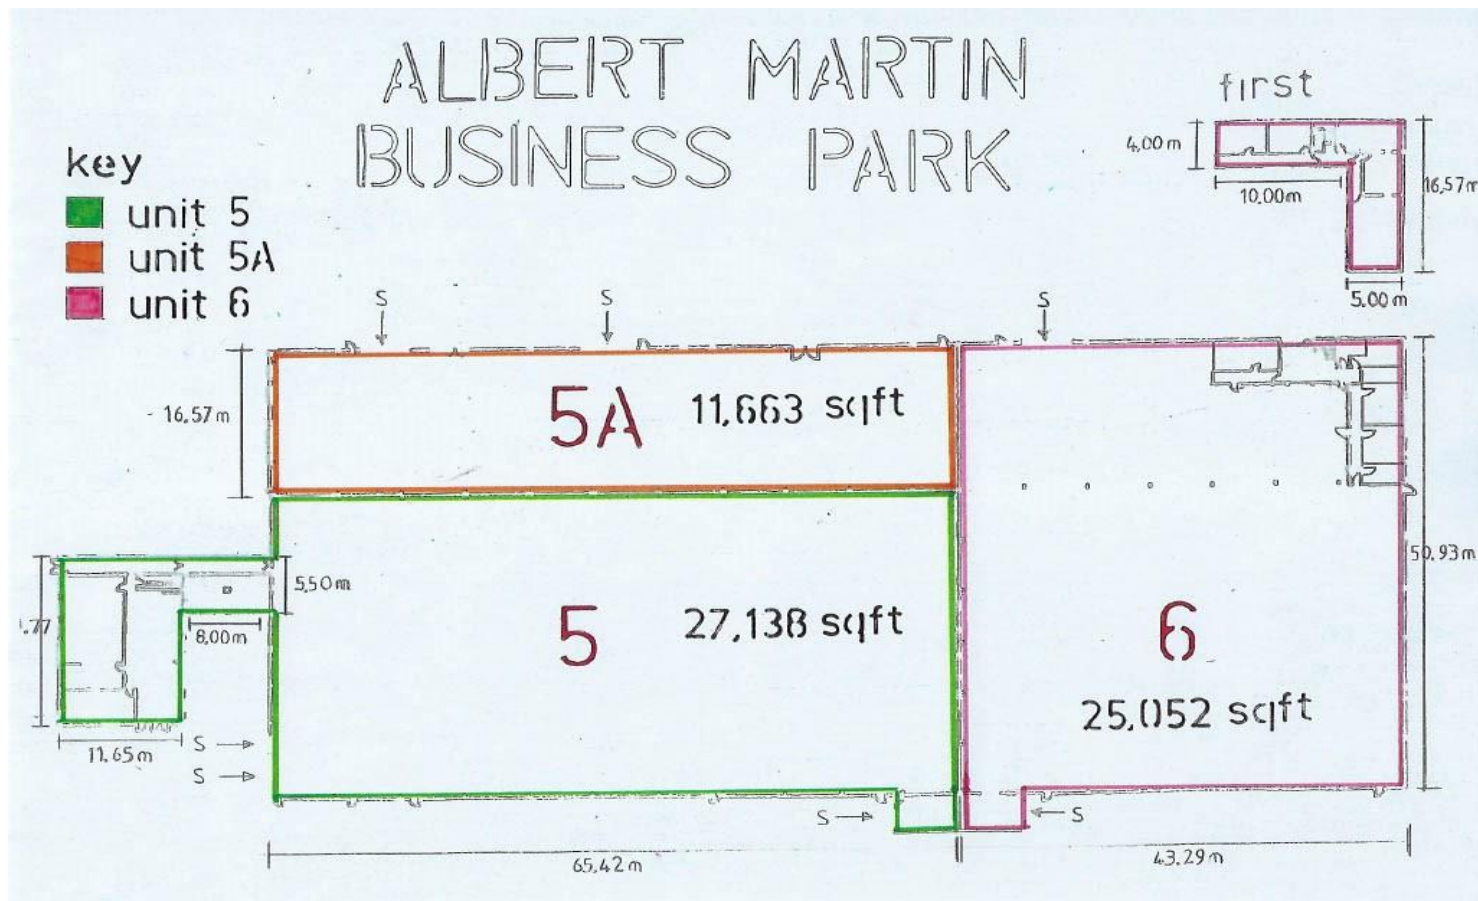 ALBERT MARTIN
BUSINESS PARK
key
unit 5
unit 5A
unit 6
first
4.00m
10.00m
16.57m
5.00m
S
S
S
16.57m
5A
11,663 sqft
5.50m
8.00m
.77
11.65m
5
27,138 sqft
6
25,052 sqft
50.93m
S
S
S
S
65.42m
43.29m